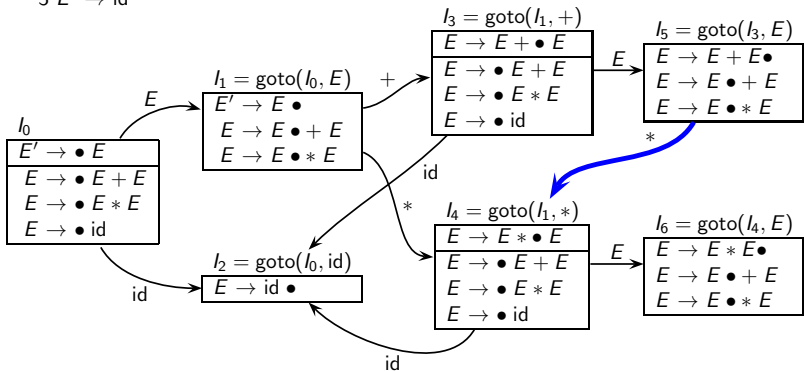 3 E → id
I₀
E′ → • E
E → • E + E
E → • E ∗ E
E → • id
E
id
I₁ = goto(I₀, E)
E′ → E •
E → E • + E
E → E • ∗ E
+
∗
I₂ = goto(I₀, id)
E → id •
I₃ = goto(I₁, +)
E → E + • E
E → • E + E
E → • E ∗ E
E → • id
E
id
I₄ = goto(I₁, ∗)
E → E ∗ • E
E → • E + E
E → • E ∗ E
E → • id
E
id
I₅ = goto(I₃, E)
E → E + E•
E → E • + E
E → E • ∗ E
∗
I₆ = goto(I₄, E)
E → E ∗ E•
E → E • + E
E → E • ∗ E